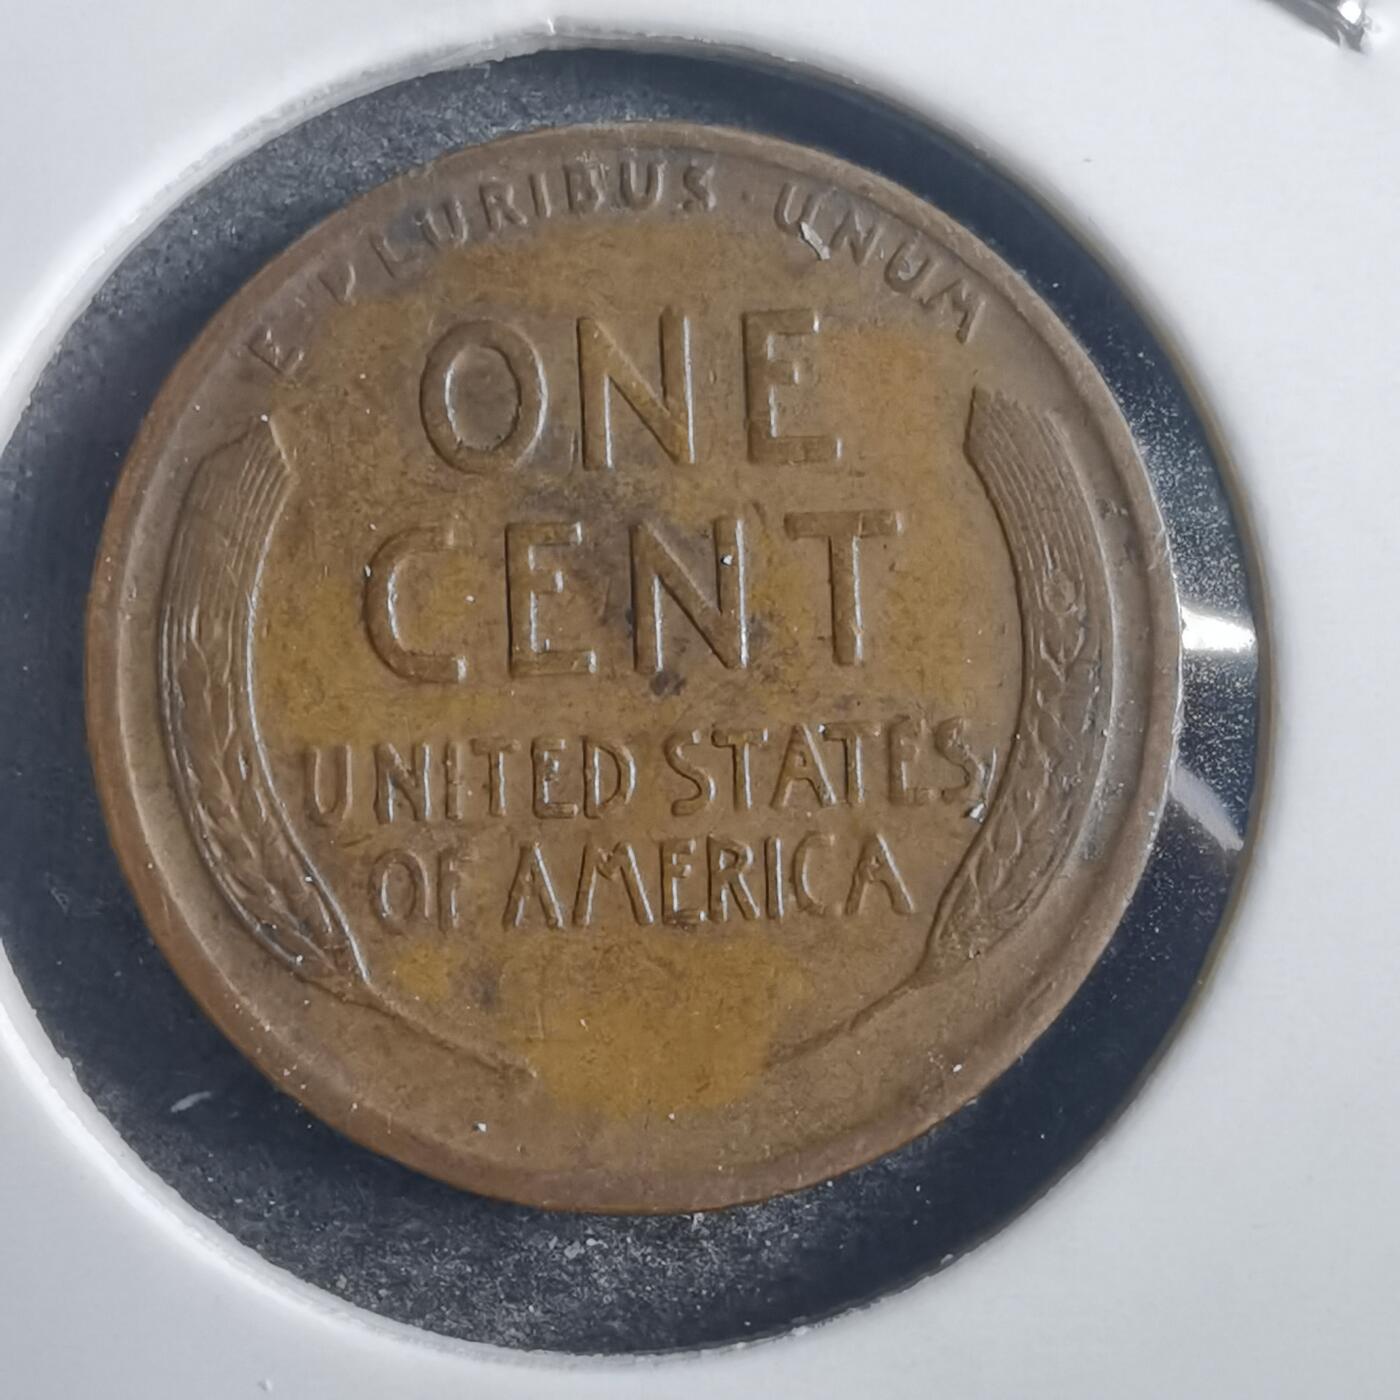 E · PLURIBUS · UNUM
ONE
CENT
UNITED STATES
OF AMERICA